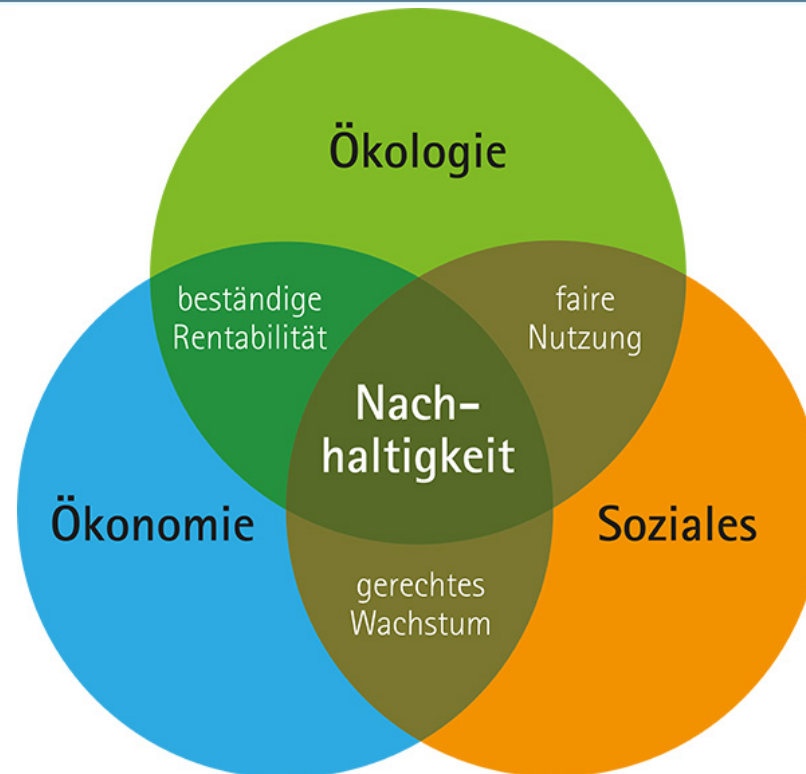 Ökologie
beständige
Rentabilität
faire
Nutzung
Nach-
haltigkeit
Ökonomie
Soziales
gerechtes
Wachstum